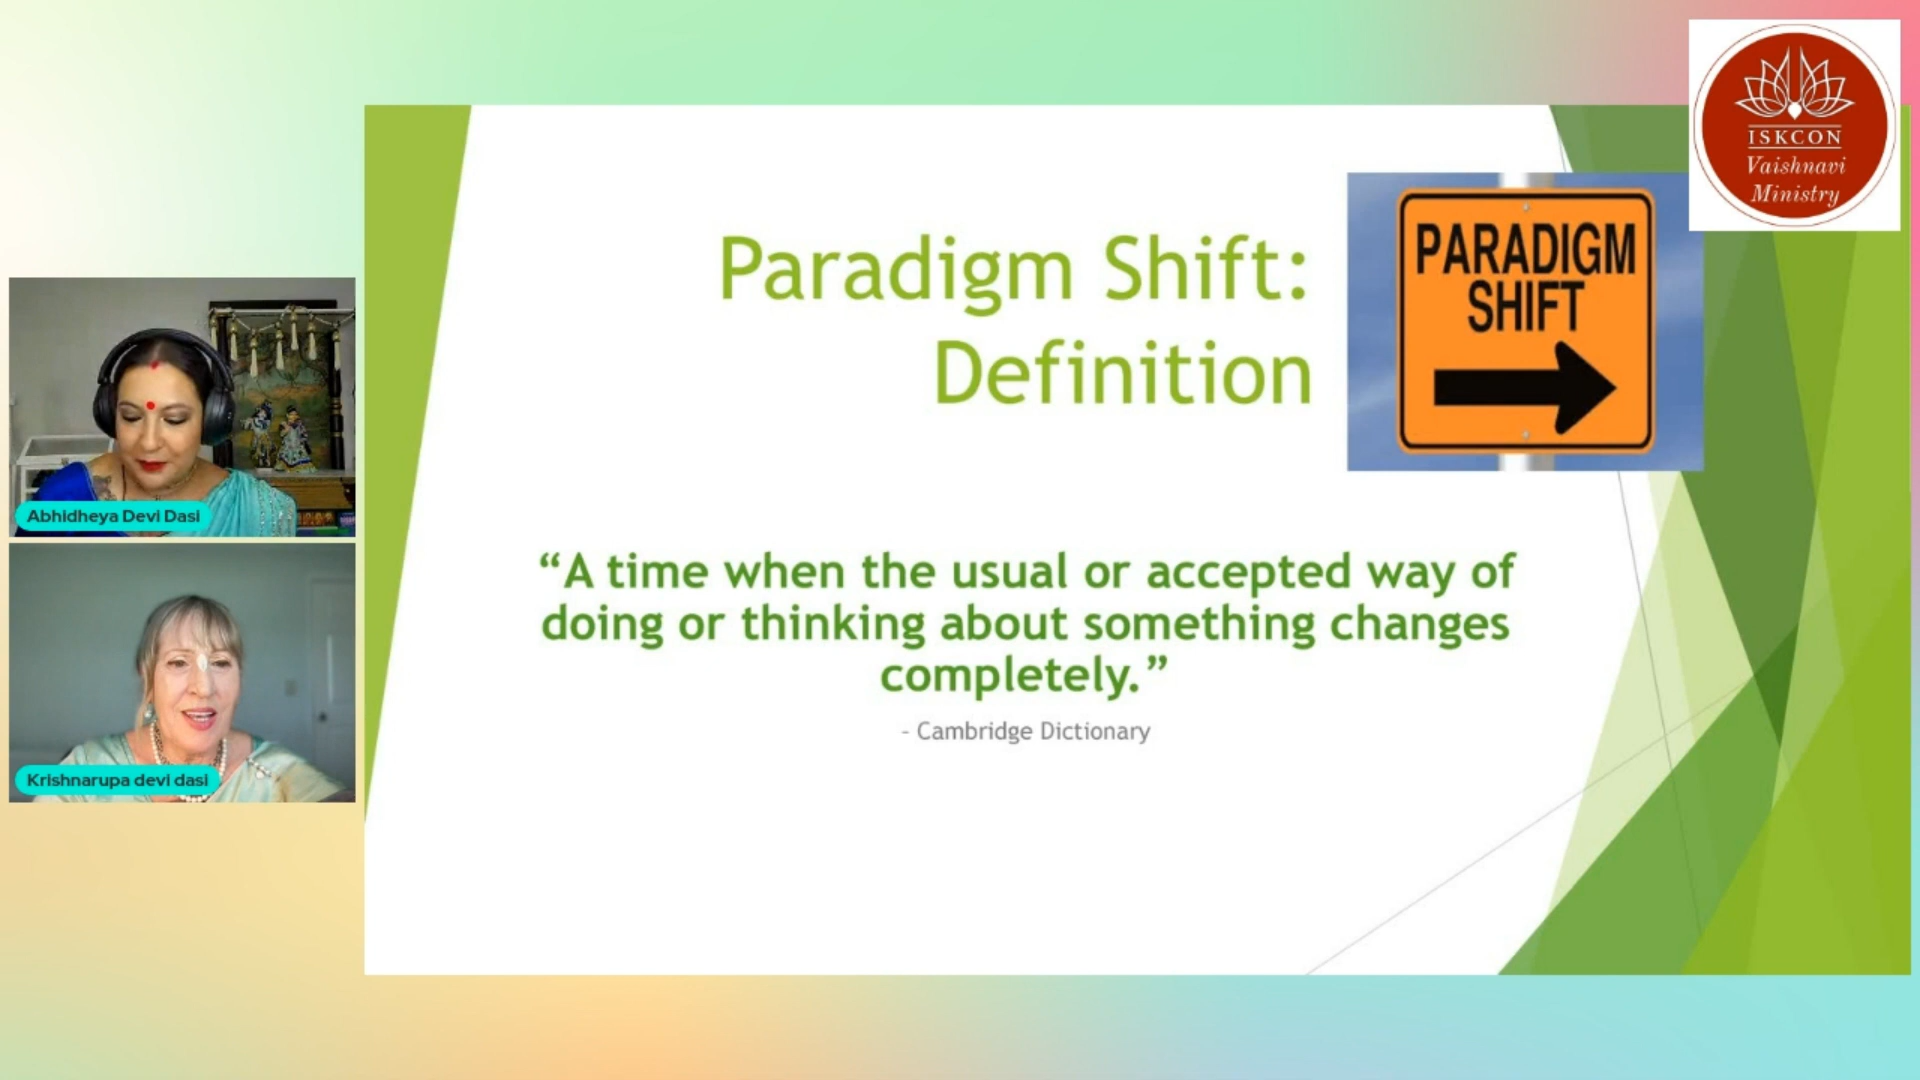 ISKCON
Vaishnavi
Ministry
Paradigm Shift:
Definition
PARADIGM
SHIFT
“A time when the usual or accepted way of
doing or thinking about something changes
completely.”
- Cambridge Dictionary
Abhidheya Devi Dasi
Krishnarupa devi dasi